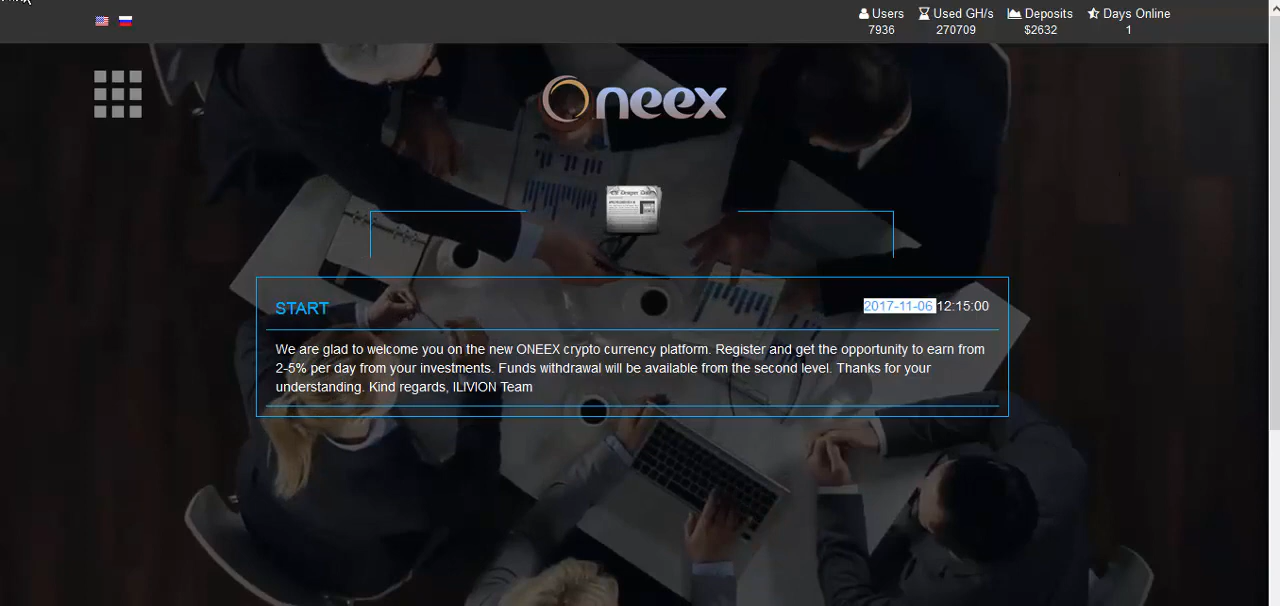 Users Used GH/s Deposits Days Online
7936 270709 $2632 1
Oneex
START 2017-11-06 12:15:00
We are glad to welcome you on the new ONEEX crypto currency platform. Register and get the opportunity to earn from
2-5% per day from your investments. Funds withdrawal will be available from the second level. Thanks for your
understanding. Kind regards, ILIVION Team